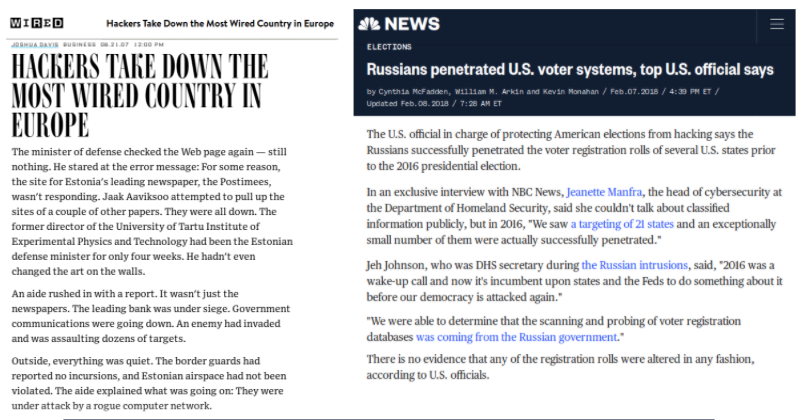 WIRED
Hackers Take Down the Most Wired Country in Europe
JOSHUA DAVIS BUSINESS 08.21.07 12:00 PM
HACKERS TAKE DOWN THE
MOST WIRED COUNTRY IN
EUROPE
The minister of defense checked the Web page again — still
nothing. He stared at the error message: For some reason,
the site for Estonia's leading newspaper, the Postimees,
wasn't responding. Jaak Aaviksoo attempted to pull up the
sites of a couple of other papers. They were all down. The
former director of the University of Tartu Institute of
Experimental Physics and Technology had been the Estonian
defense minister for only four weeks. He hadn't even
changed the art on the walls.
An aide rushed in with a report. It wasn't just the
newspapers. The leading bank was under siege. Government
communications were going down. An enemy had invaded
and was assaulting dozens of targets.
Outside, everything was quiet. The border guards had
reported no incursions, and Estonian airspace had not been
violated. The aide explained what was going on: They were
under attack by a rogue computer network.
NEWS
ELECTIONS
Russians penetrated U.S. voter systems, top U.S. official says
by Cynthia McFadden, William M. Arkin and Kevin Monahan / Feb.07.2018 / 4:39 PM ET /
Updated Feb.08.2018 / 7:28 AM ET
The U.S. official in charge of protecting American elections from hacking says the
Russians successfully penetrated the voter registration rolls of several U.S. states prior
to the 2016 presidential election.
In an exclusive interview with NBC News, Jeanette Manfra, the head of cybersecurity at
the Department of Homeland Security, said she couldn't talk about classified
information publicly, but in 2016, "We saw a targeting of 21 states and an exceptionally
small number of them were actually successfully penetrated."
Jeh Johnson, who was DHS secretary during the Russian intrusions, said, "2016 was a
wake-up call and now it's incumbent upon states and the Feds to do something about it
before our democracy is attacked again."
"We were able to determine that the scanning and probing of voter registration
databases was coming from the Russian government."
There is no evidence that any of the registration rolls were altered in any fashion,
according to U.S. officials.